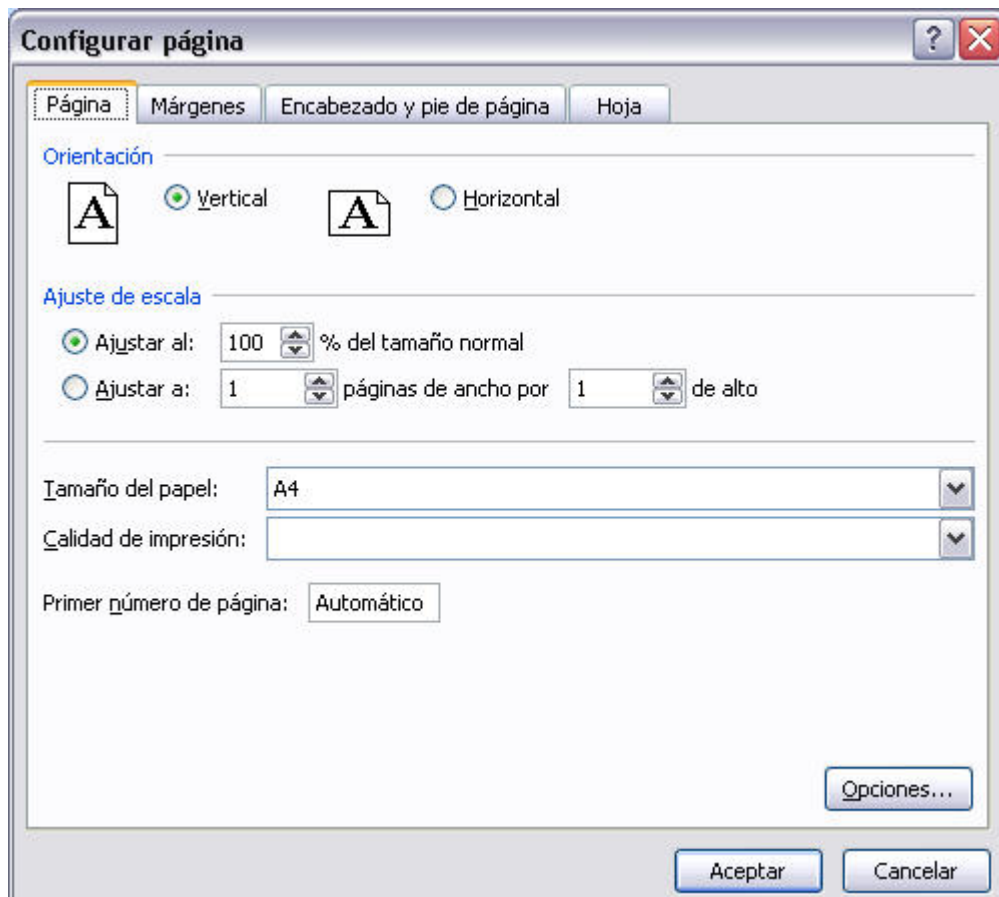 Configurar página
Página Márgenes Encabezado y pie de página Hoja
Orientación
A Vertical A Horizontal
Ajuste de escala
Ajustar al: 100 % del tamaño normal
Ajustar a: 1 páginas de ancho por 1 de alto
Tamaño del papel: A4
Calidad de impresión:
Primer número de página: Automático
Opciones...
Aceptar Cancelar